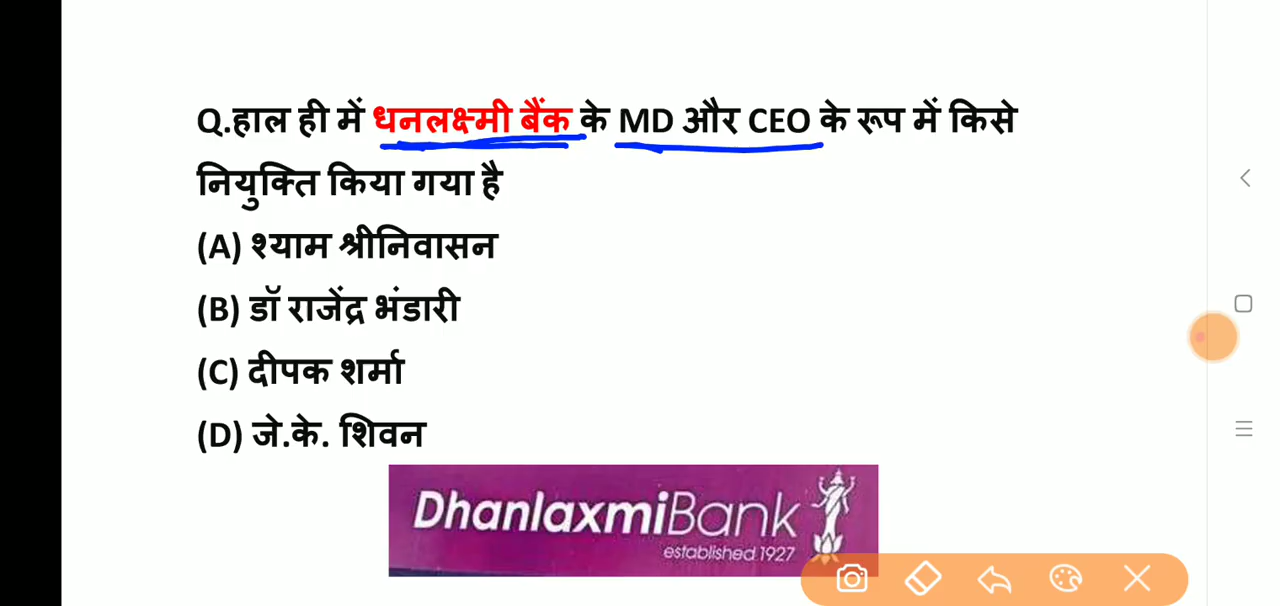 Q.हाल ही में धनलक्ष्मी बैंक के MD और CEO के रूप में किसे
नियुक्ति किया गया है
(A) श्याम श्रीनिवासन
(B) डॉ राजेंद्र भंडारी
(C) दीपक शर्मा
(D) जे.के. शिवन
DhanlaxmiBank
established 1927